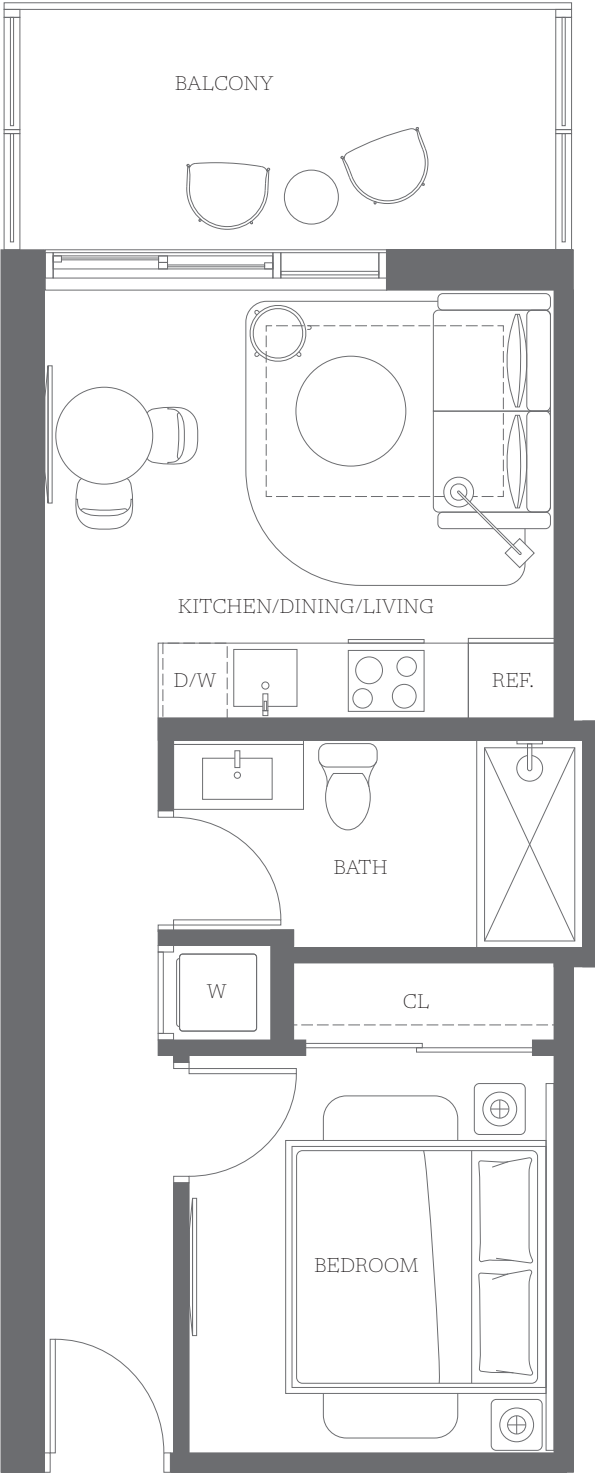 BALCONY
KITCHEN/DINING/LIVING
D/W
REF.
BATH
W
CL
BEDROOM